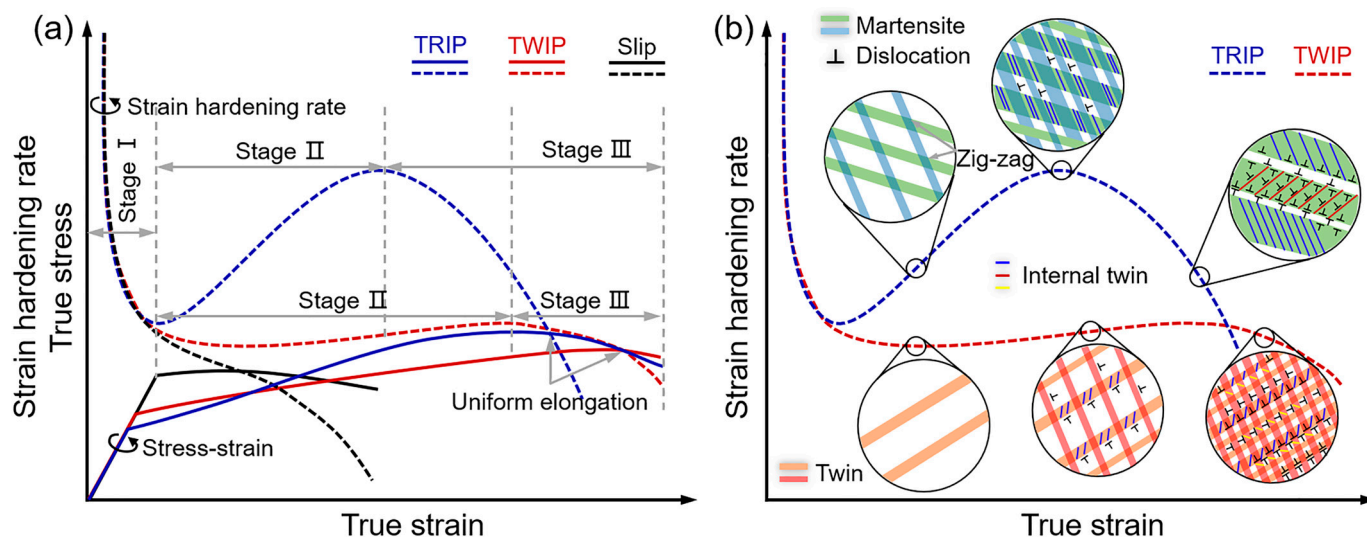 (a)
TRIP TWIP Slip
Strain hardening rate
Stage I
Stage II
Stage III
Stage II
Stage III
Uniform elongation
Stress-strain
Strain hardening rate
True stress
True strain
(b)
Martensite
Dislocation
TRIP TWIP
Zig-zag
Internal twin
Twin
Strain hardening rate
True strain